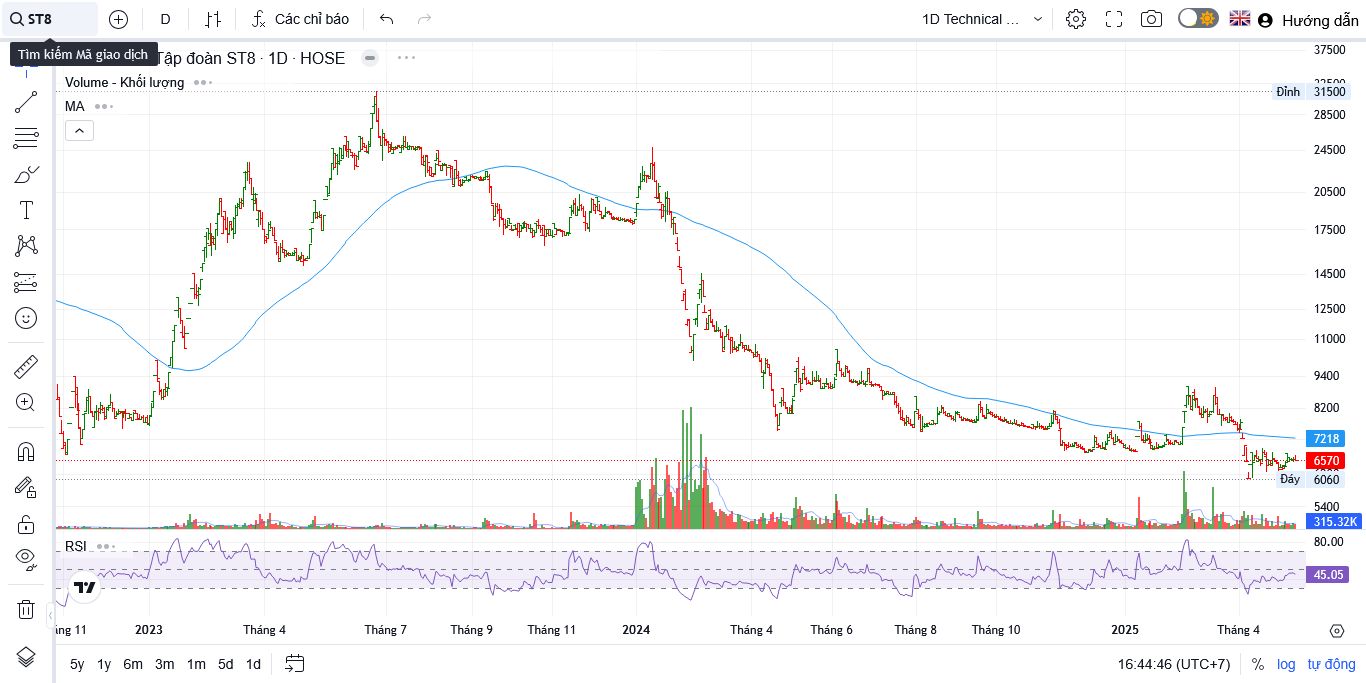 ST8
D
Các chỉ báo
1D Technical ...
Hướng dẫn
Tìm kiếm Mã giao dịch
Tập đoàn ST8 · 1D · HOSE
Volume - Khối lượng
MA
37500
Đỉnh 31500
28500
24500
20500
17500
14500
12500
11000
9400
8200
7218
6570
Đáy 6060
5400
315.32K
RSI
80.00
45.05
2023
Tháng 4
Tháng 7
Tháng 9
Tháng 11
2024
Tháng 4
Tháng 6
Tháng 8
Tháng 10
2025
Tháng 4
5y 1y 6m 3m 1m 5d 1d
16:44:46 (UTC+7)
% log tự động